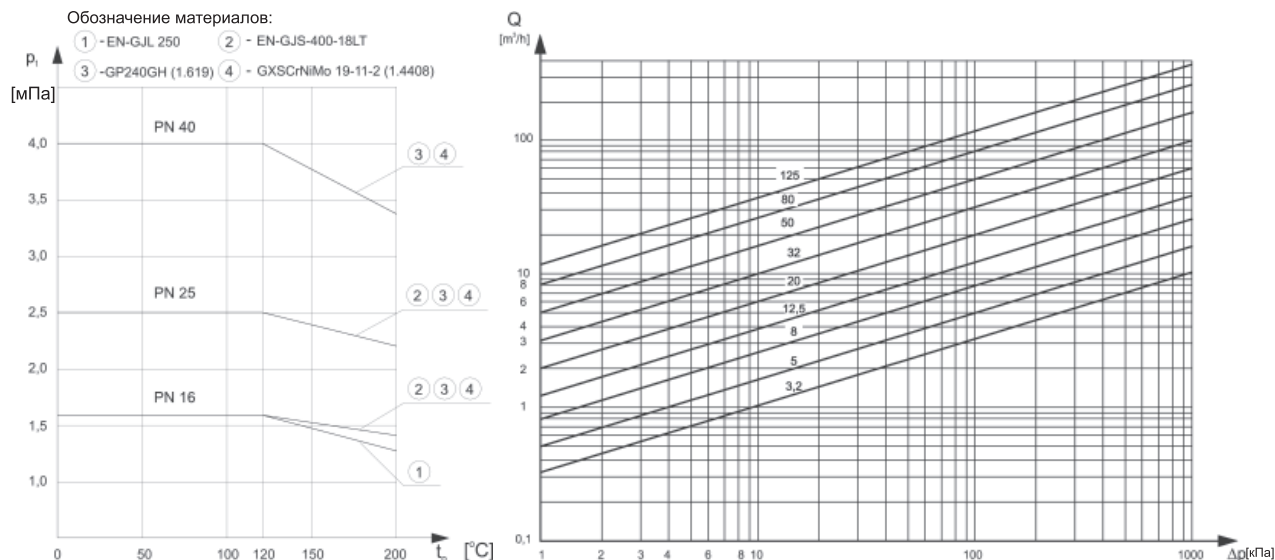 Обозначение материалов:
1 - EN-GJL 250 2 - EN-GJS-400-18LT
3 -GP240GH (1.619) 4 - GXSCrNiMo 19-11-2 (1.4408)
p₁
[мПа]
PN 40
4,0
3 4
3,5
3,0
PN 25
2 3 4
2,5
2,0
PN 16
2 3 4
1,5
1
1,0
0 50 100 120 150 200 [°C]
Q
[m³/h]
100
125
80
50
32
20
12,5
8
5
3,2
10
8
6
4
3
2
1
0,1
1 2 3 4 6 8 10 100 1000 Δp[кПа]